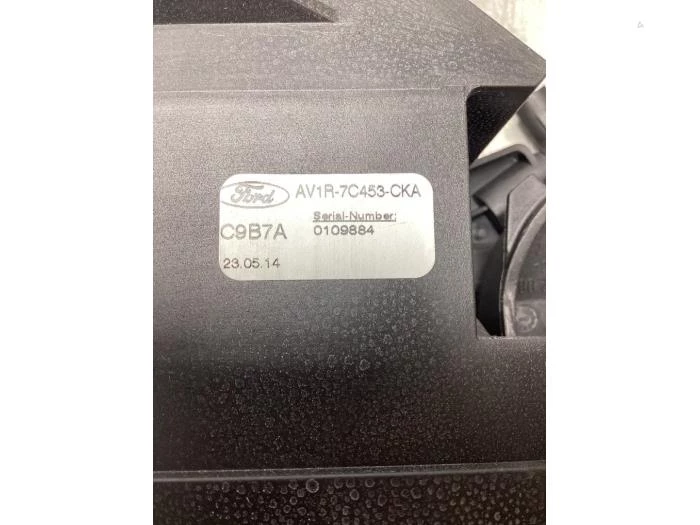 Ford AV1R-7C453-CKA
Serial-Number:
C9B7A 0109884
23.05.14